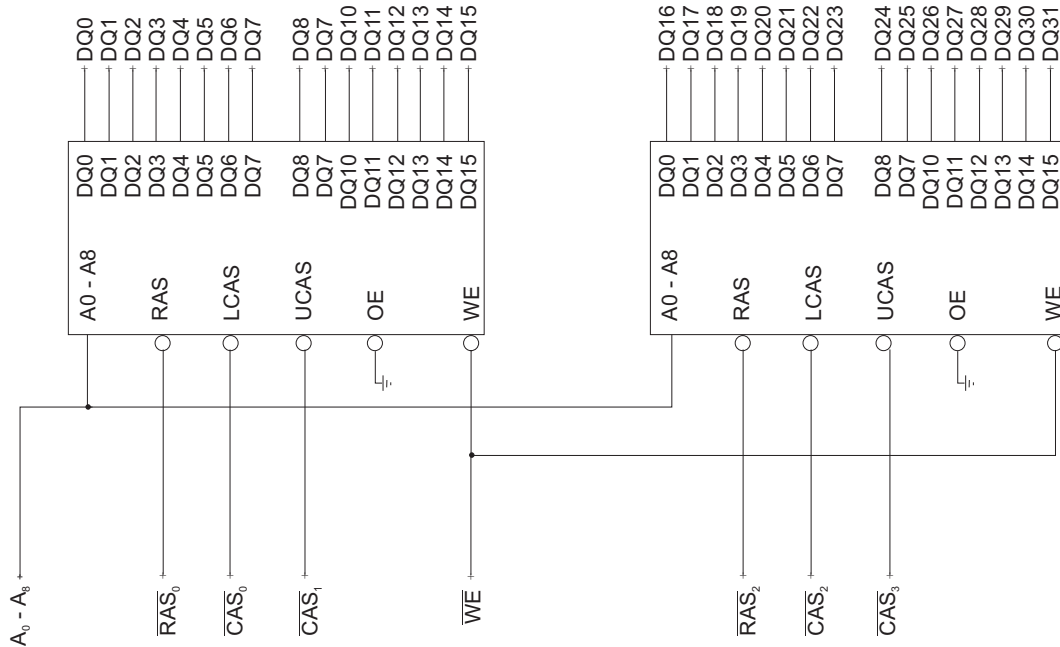 DQ0
DQ1
DQ2
DQ3
DQ4
DQ5
DQ6
DQ7
DQ8
DQ7
DQ10
DQ11
DQ12
DQ13
DQ14
DQ15
DQ0
DQ1
DQ2
DQ3
DQ4
DQ5
DQ6
DQ7
DQ8
DQ7
DQ10
DQ11
DQ12
DQ13
DQ14
DQ15
A0 - A8
RAS
LCAS
UCAS
OE
WE
A₀ - A₈
RAS₀
CAS₀
CAS₁
WE
DQ16
DQ17
DQ18
DQ19
DQ20
DQ21
DQ22
DQ23
DQ24
DQ25
DQ26
DQ27
DQ28
DQ29
DQ30
DQ31
DQ0
DQ1
DQ2
DQ3
DQ4
DQ5
DQ6
DQ7
DQ8
DQ7
DQ10
DQ11
DQ12
DQ13
DQ14
DQ15
A0 - A8
RAS
LCAS
UCAS
OE
WE
RAS₂
CAS₂
CAS₃